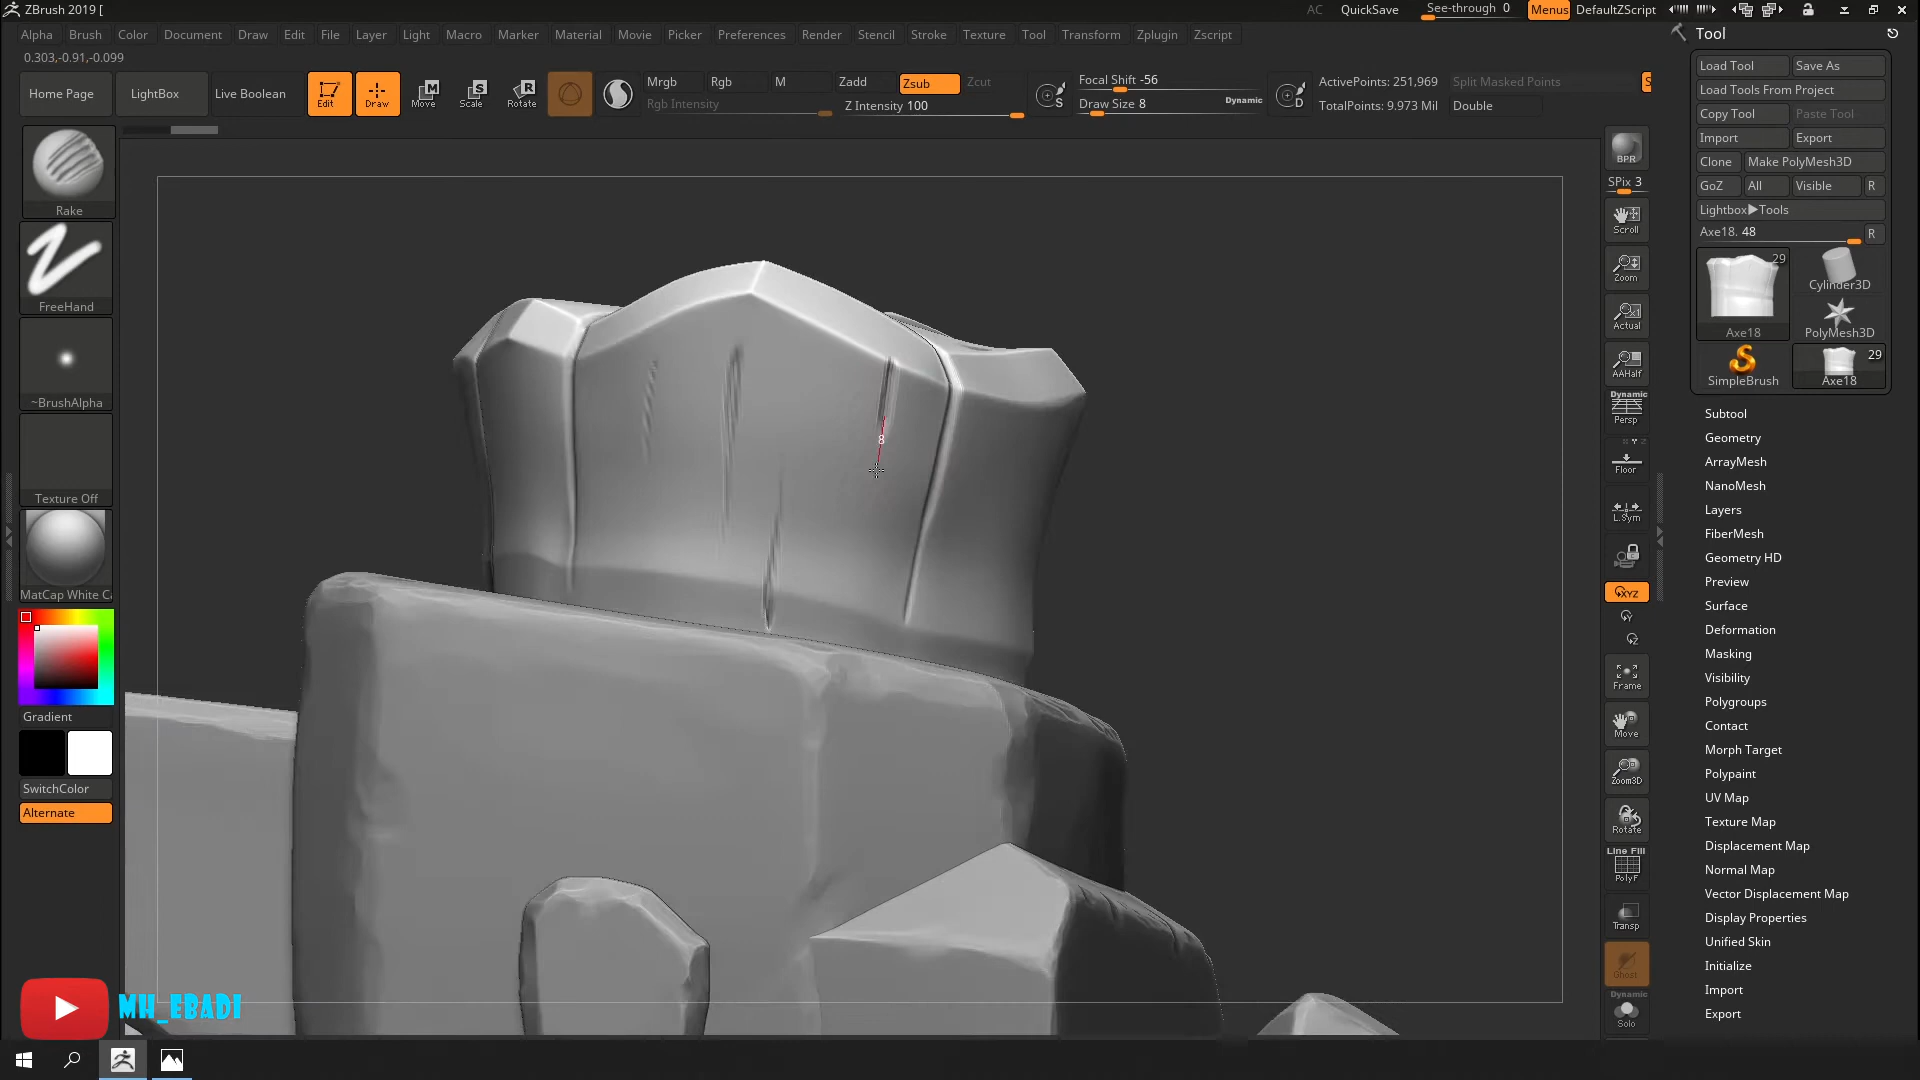 ZBrush 2019 [
AC
QuickSave
See-through 0
Menus
DefaultZScript
Alpha
Brush
Color
Document
Draw
Edit
File
Layer
Light
Macro
Marker
Material
Movie
Picker
Preferences
Render
Stencil
Stroke
Texture
Tool
Transform
Zplugin
Zscript
0.303,-0.91,-0.099
Home Page
LightBox
Live Boolean
Edit
Draw
Move
Scale
Rotate
Mrgb
Rgb
M
Rgb Intensity
Zadd
Zsub
Zcut
Z Intensity 100
Focal Shift -56
Draw Size 8
Dynamic
ActivePoints: 251,969
TotalPoints: 9.973 Mil
Split Masked Points
Double
Rake
FreeHand
~BrushAlpha
Texture Off
MatCap White C
Gradient
SwitchColor
Alternate
MH_EBADI
8
BPR
SPix 3
Scroll
Zoom
Actual
AAHalf
Dynamic
Persp
Floor
L.Sym
XYZ
Frame
Move
Zoom3D
Rotate
Line Fill
PolyF
Transp
Ghost
Dynamic
Solo
Tool
Load Tool
Save As
Load Tools From Project
Copy Tool
Paste Tool
Import
Export
Clone
Make PolyMesh3D
GoZ
All
Visible
R
Lightbox▶Tools
Axe18. 48
R
29
Axe18
Cylinder3D
PolyMesh3D
SimpleBrush
29
Axe18
Subtool
Geometry
ArrayMesh
NanoMesh
Layers
FiberMesh
Geometry HD
Preview
Surface
Deformation
Masking
Visibility
Polygroups
Contact
Morph Target
Polypaint
UV Map
Texture Map
Displacement Map
Normal Map
Vector Displacement Map
Display Properties
Unified Skin
Initialize
Import
Export